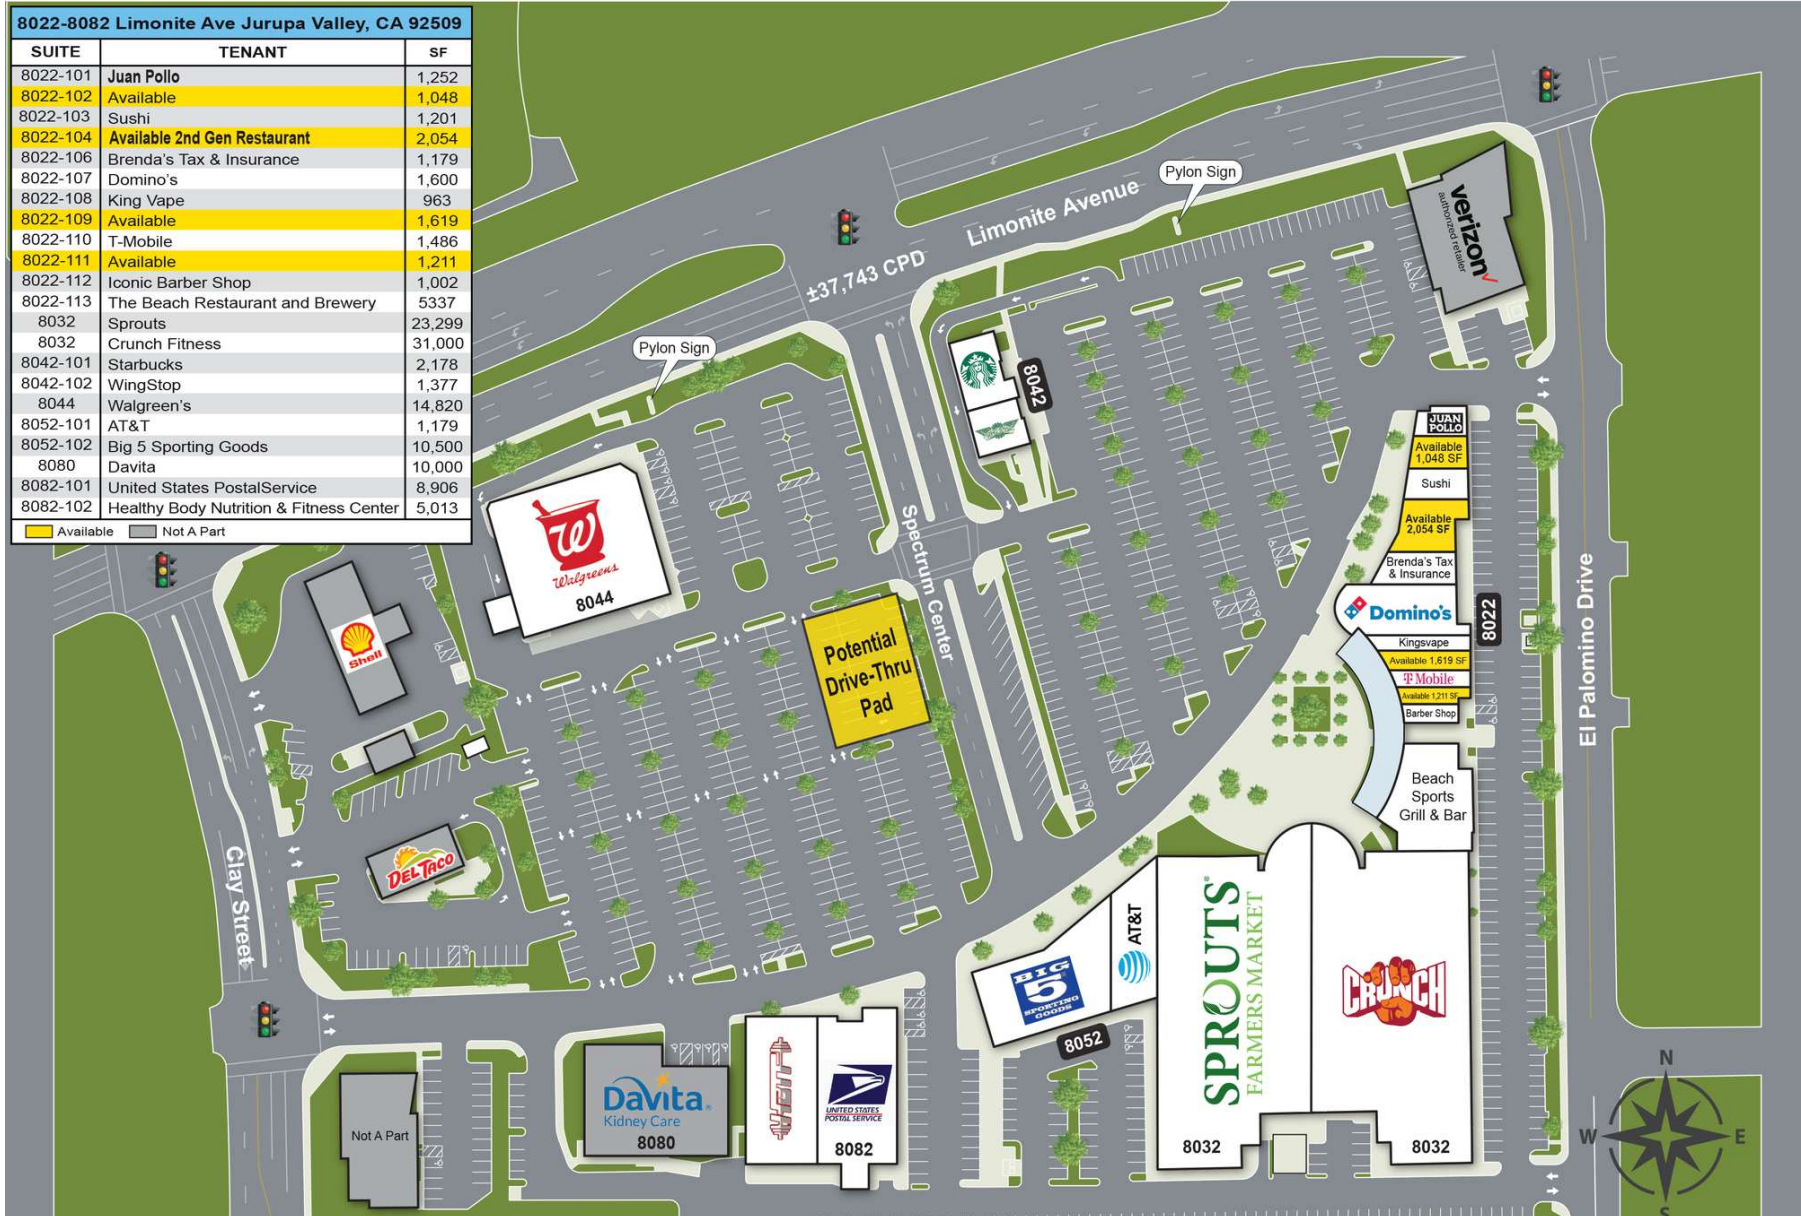 8022-8082 Limonite Ave Jurupa Valley, CA 92509
SUITE TENANT SF
8022-101 Juan Pollo 1,252
8022-102 Available 1,048
8022-103 Sushi 1,201
8022-104 Available 2nd Gen Restaurant 2,054
8022-106 Brenda's Tax & Insurance 1,179
8022-107 Domino's 1,600
8022-108 King Vape 963
8022-109 Available 1,619
8022-110 T-Mobile 1,486
8022-111 Available 1,211
8022-112 Iconic Barber Shop 1,002
8022-113 The Beach Restaurant and Brewery 5337
8032 Sprouts 23,299
8032 Crunch Fitness 31,000
8042-101 Starbucks 2,178
8042-102 WingStop 1,377
8044 Walgreen's 14,820
8052-101 AT&T 1,179
8052-102 Big 5 Sporting Goods 10,500
8080 Davita 10,000
8082-101 United States PostalService 8,906
8082-102 Healthy Body Nutrition & Fitness Center 5,013
Available Not A Part
Pylon Sign
Limonite Avenue
±37,743 CPD
verizon
authorized retailer
Pylon Sign
8042
JUAN
POLLO
Available
1,048 SF
Sushi
Available
2,054 SF
Brenda's Tax
& Insurance
Domino's
8022
Kingsvape
Available 1,619 SF
T Mobile
Available 1,211 SF
Barber Shop
Beach
Sports
Grill & Bar
El Palomino Drive
W
Walgreens
8044
Spectrum Center
Shell
Potential
Drive-Thru
Pad
DEL TACO
Clay Street
AT&T
BIG
5
SPORTING
GOODS
8052
SPROUTS
FARMERS MARKET
CRUNCH
8032
8032
Davita
Kidney Care
8080
UNITED STATES
POSTAL SERVICE
8082
Not A Part
N
W
E
S